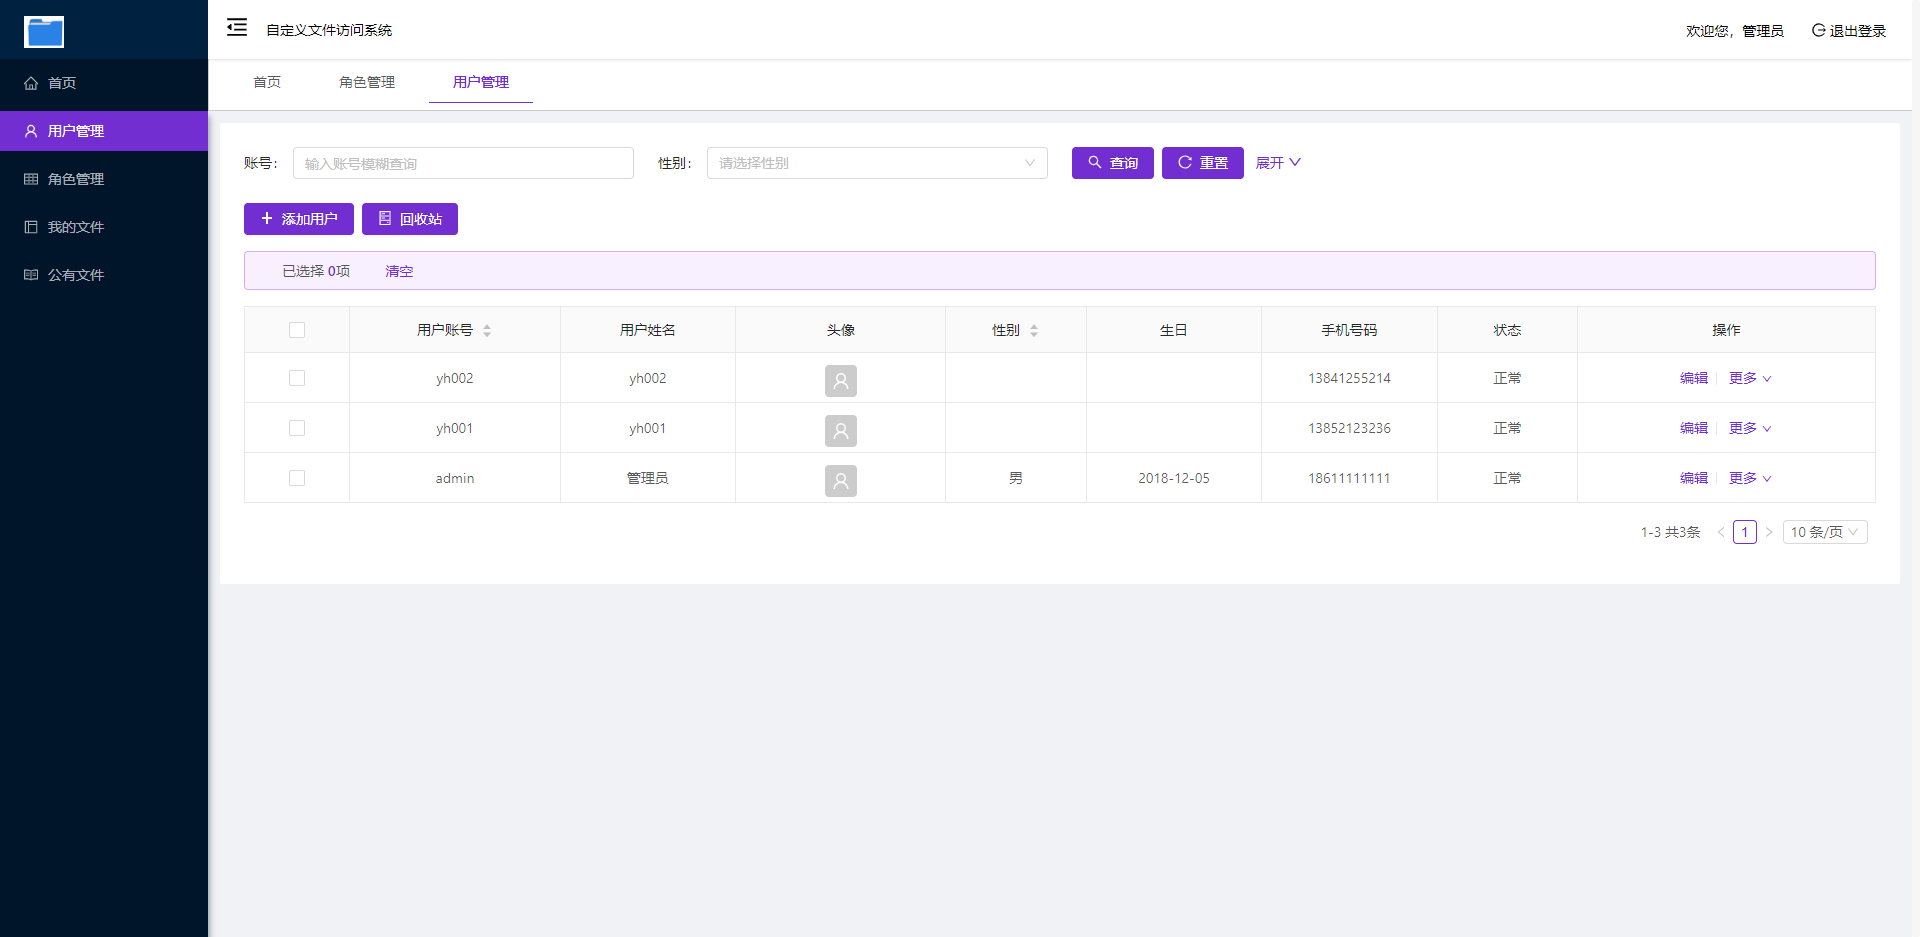 自定义文件访问系统
欢迎您，管理员 退出登录
首页
用户管理
角色管理
我的文件
公有文件
首页 角色管理 用户管理
账号： 输入账号模糊查询 性别： 请选择性别 查询 重置 展开
添加用户 回收站
已选择 0项 清空
用户账号 用户姓名 头像 性别 生日 手机号码 状态 操作
yh002 yh002 13841255214 正常 编辑 更多
yh001 yh001 13852123236 正常 编辑 更多
admin 管理员 男 2018-12-05 18611111111 正常 编辑 更多
1-3 共3条 1 10 条/页